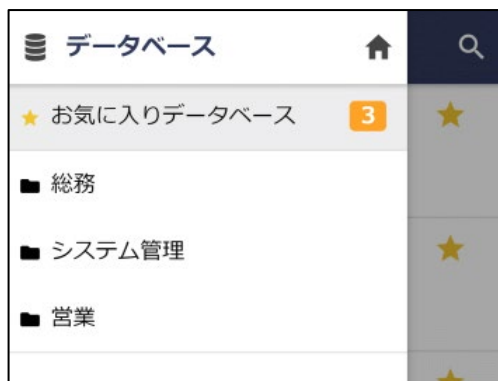 データベース
お気に入りデータベース 3
総務
システム管理
営業